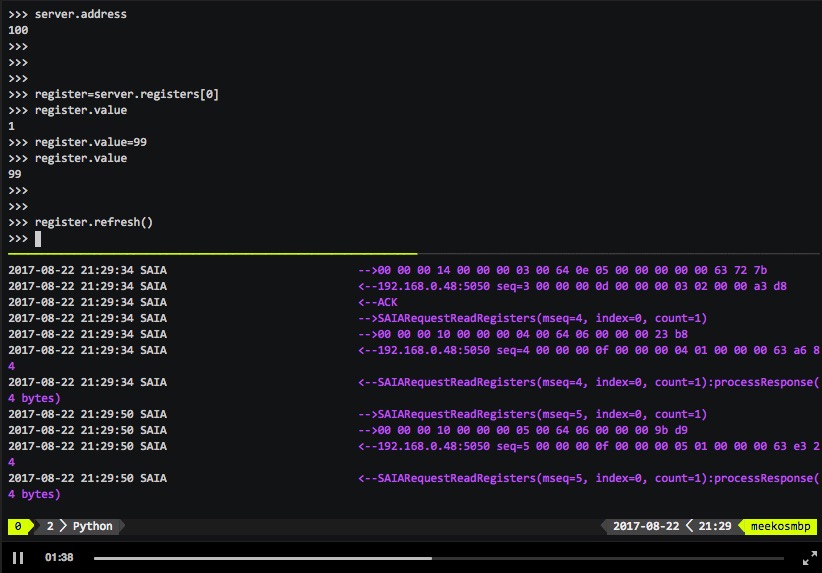 >>> server.address
100
>>>
>>>
>>>
>>> register=server.registers[0]
>>> register.value
1
>>> register.value=99
>>> register.value
99
>>>
>>>
>>> register.refresh()
>>>
2017-08-22 21:29:34 SAIA -->00 00 00 14 00 00 00 03 00 64 0e 05 00 00 00 00 00 63 72 7b
2017-08-22 21:29:34 SAIA <--192.168.0.48:5050 seq=3 00 00 00 0d 00 00 00 03 02 00 00 a3 d8
2017-08-22 21:29:34 SAIA <--ACK
2017-08-22 21:29:34 SAIA -->SAIARequestReadRegisters(mseq=4, index=0, count=1)
2017-08-22 21:29:34 SAIA -->00 00 00 10 00 00 00 04 00 64 06 00 00 00 23 b8
2017-08-22 21:29:34 SAIA <--192.168.0.48:5050 seq=4 00 00 00 0f 00 00 00 04 01 00 00 00 63 a6 8
4
2017-08-22 21:29:34 SAIA <--SAIARequestReadRegisters(mseq=4, index=0, count=1):processResponse(
4 bytes)
2017-08-22 21:29:50 SAIA -->SAIARequestReadRegisters(mseq=5, index=0, count=1)
2017-08-22 21:29:50 SAIA -->00 00 00 10 00 00 00 05 00 64 06 00 00 00 9b d9
2017-08-22 21:29:50 SAIA <--192.168.0.48:5050 seq=5 00 00 00 0f 00 00 00 05 01 00 00 00 63 e3 2
4
2017-08-22 21:29:50 SAIA <--SAIARequestReadRegisters(mseq=5, index=0, count=1):processResponse(
4 bytes)
0 2 Python 2017-08-22 21:29 meekosmbp
01:38